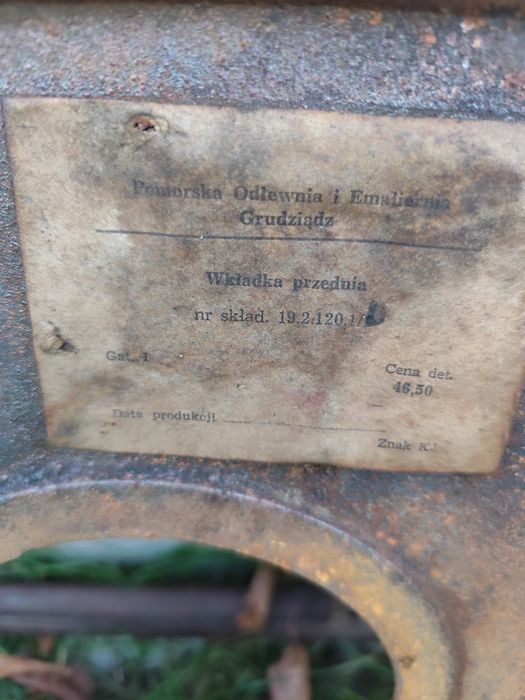 Pomorska Odlewnia i Emaliernia
Grudziądz
Wkładka przednia
nr skład. 19.2.120.1/
Gat. I
Cena det.
46,50
Data produkcji
Znak KJ